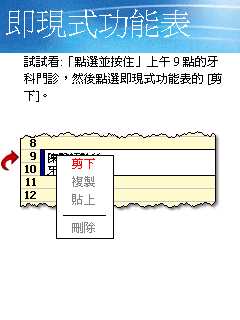 即現式功能表
試試看:「點選並按住」上午 9 點的牙
科門診，然後點選即現式功能表的 [剪
下]。
8
9
10
11
12
剪下
複製
貼上
刪除